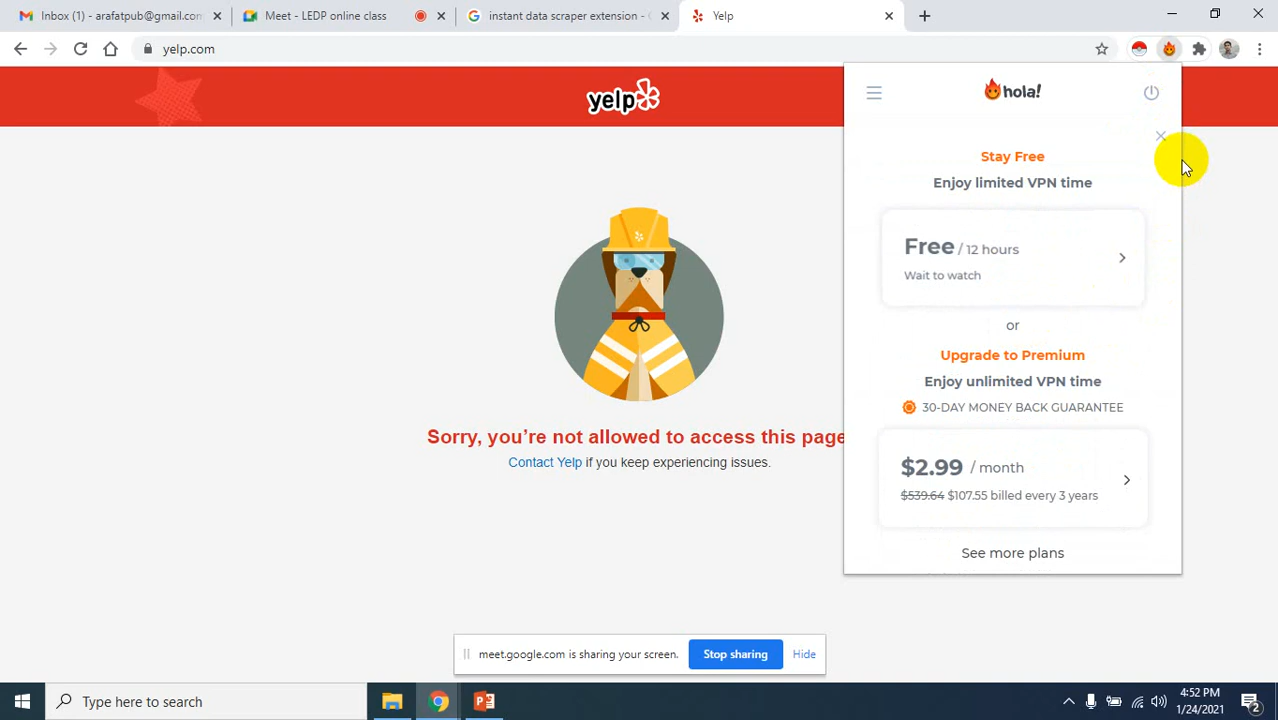 Inbox (1) - arafatpub@gmail.com
Meet - LEDP online class
instant data scraper extension - G
Yelp
yelp.com
yelp
hola!
Stay Free
Enjoy limited VPN time
Free / 12 hours
Wait to watch
or
Upgrade to Premium
Enjoy unlimited VPN time
30-DAY MONEY BACK GUARANTEE
$2.99 / month
$539.64 $107.55 billed every 3 years
See more plans
Sorry, you're not allowed to access this page
Contact Yelp if you keep experiencing issues.
meet.google.com is sharing your screen.
Stop sharing
Hide
Type here to search
4:52 PM
1/24/2021
2